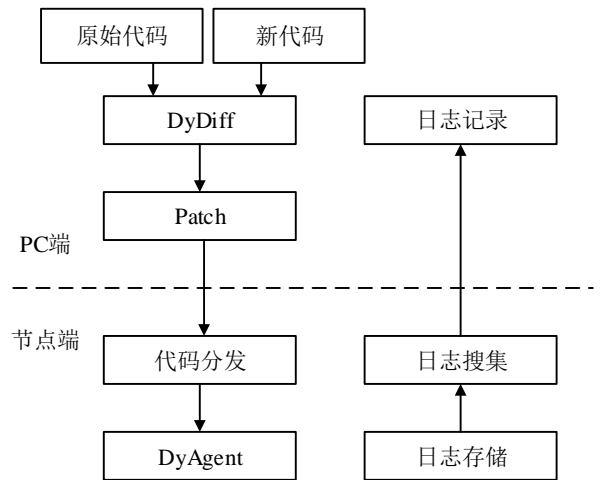 原始代码
新代码
DyDiff
日志记录
Patch
PC端
节点端
代码分发
日志搜集
DyAgent
日志存储